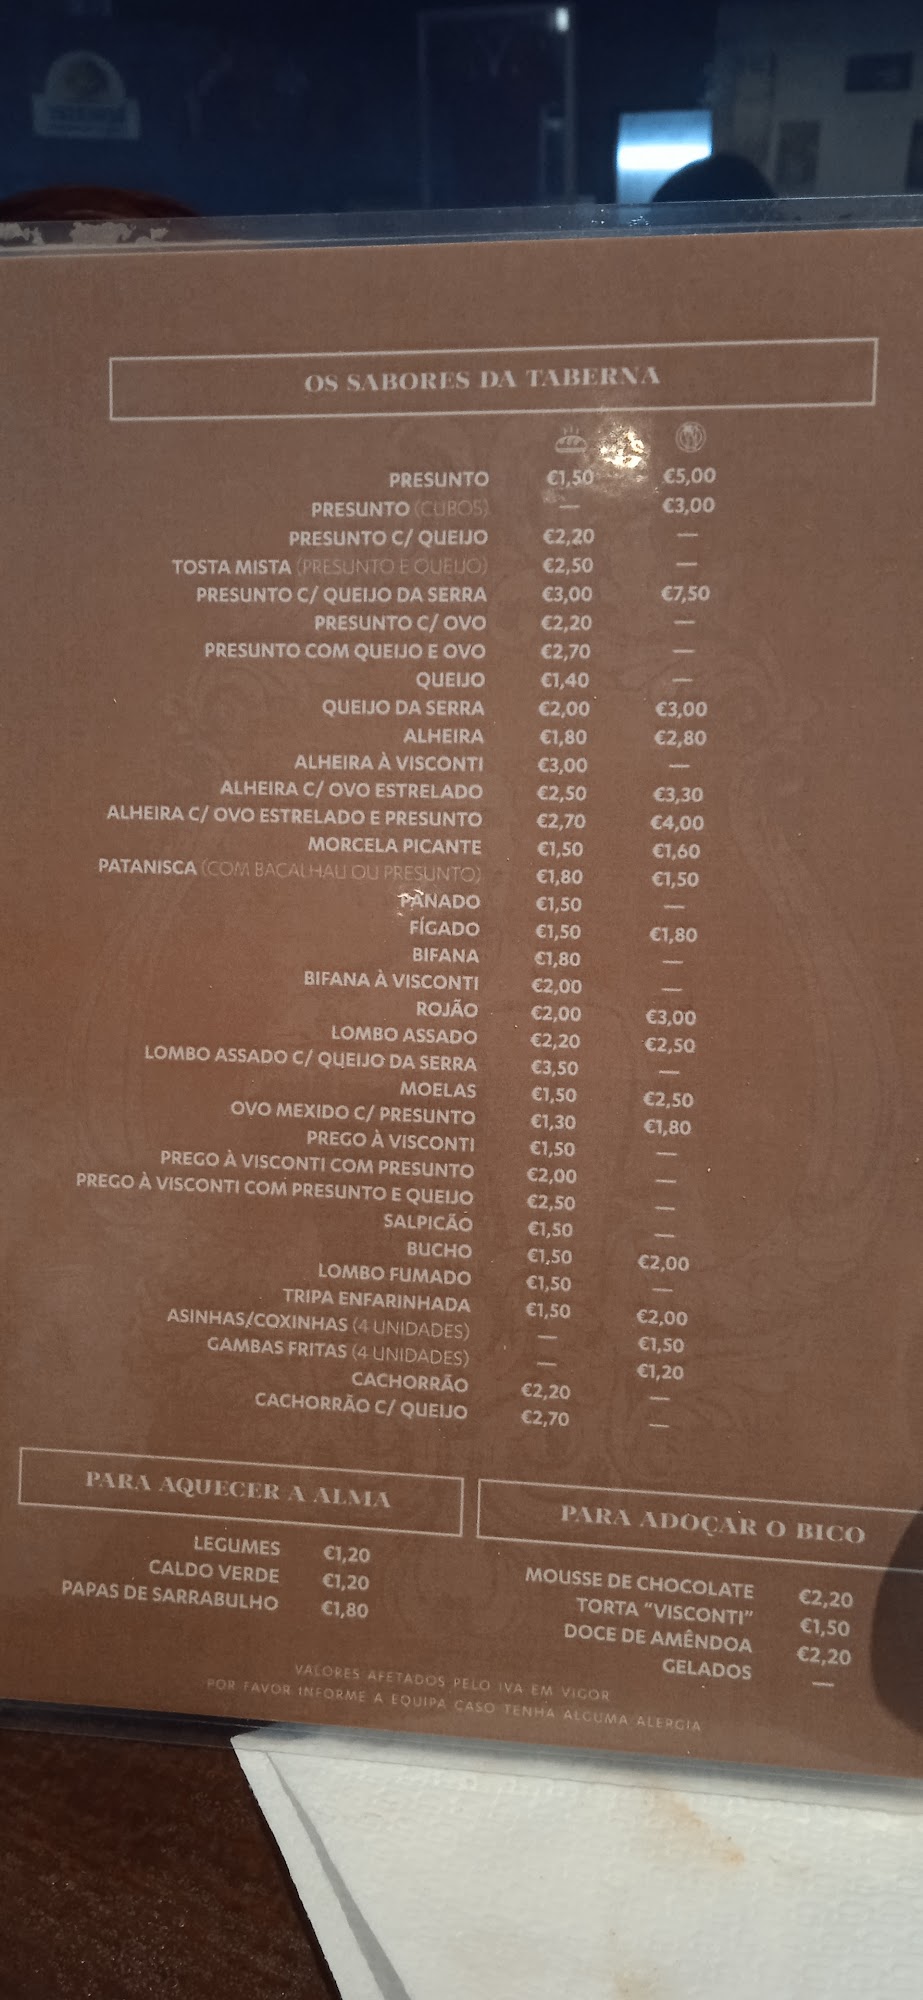 OS SABORES DA TABERNA
PRESUNTO €1,50 €5,00
PRESUNTO (CUBOS) — €3,00
PRESUNTO C/ QUEIJO €2,20 —
TOSTA MISTA (PRESUNTO E QUEIJO) €2,50 —
PRESUNTO C/ QUEIJO DA SERRA €3,00 €7,50
PRESUNTO C/ OVO €2,20 —
PRESUNTO COM QUEIJO E OVO €2,70 —
QUEIJO €1,40 —
QUEIJO DA SERRA €2,00 €3,00
ALHEIRA €1,80 €2,80
ALHEIRA À VISCONTI €3,00 —
ALHEIRA C/ OVO ESTRELADO €2,50 €3,30
ALHEIRA C/ OVO ESTRELADO E PRESUNTO €2,70 €4,00
MORCELA PICANTE €1,50 €1,60
PATANISCA (COM BACALHAU OU PRESUNTO) €1,80 €1,50
PANADO €1,50 —
FÍGADO €1,50 €1,80
BIFANA €1,80 —
BIFANA À VISCONTI €2,00 —
ROJÃO €2,00 €3,00
LOMBO ASSADO €2,20 €2,50
LOMBO ASSADO C/ QUEIJO DA SERRA €3,50 —
MOELAS €1,50 €2,50
OVO MEXIDO C/ PRESUNTO €1,30 €1,80
PREGO À VISCONTI €1,50 —
PREGO À VISCONTI COM PRESUNTO €2,00 —
PREGO À VISCONTI COM PRESUNTO E QUEIJO €2,50 —
SALPICÃO €1,50 —
BUCHO €1,50 €2,00
LOMBO FUMADO €1,50 —
TRIPA ENFARINHADA €1,50 €2,00
ASINHAS/COXINHAS (4 UNIDADES) — €1,50
GAMBAS FRITAS (4 UNIDADES) — €1,20
CACHORRÃO €2,20 —
CACHORRÃO C/ QUEIJO €2,70 —
PARA AQUECER A ALMA
LEGUMES €1,20
CALDO VERDE €1,20
PAPAS DE SARRABULHO €1,80
PARA ADOÇAR O BICO
MOUSSE DE CHOCOLATE €2,20
TORTA “VISCONTI” €1,50
DOCE DE AMÊNDOA €2,20
GELADOS —
VALORES AFETADOS PELO IVA EM VIGOR
POR FAVOR INFORME A EQUIPA CASO TENHA ALGUMA ALERGIA